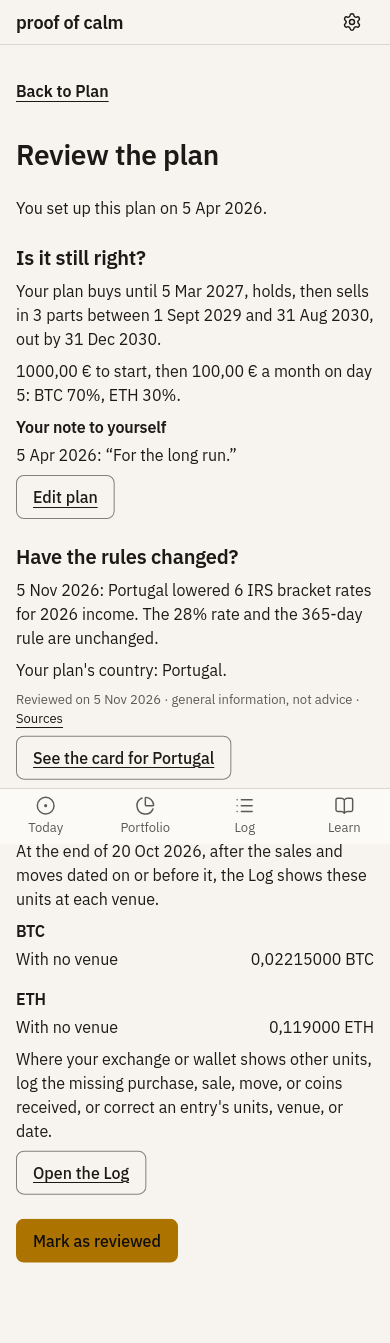 proof of calm
Back to Plan
Review the plan
You set up this plan on 5 Apr 2026.
Is it still right?
Your plan buys until 5 Mar 2027, holds, then sells
in 3 parts between 1 Sept 2029 and 31 Aug 2030,
out by 31 Dec 2030.
1000,00 € to start, then 100,00 € a month on day
5: BTC 70%, ETH 30%.
Your note to yourself
5 Apr 2026: “For the long run.”
Edit plan
Have the rules changed?
5 Nov 2026: Portugal lowered 6 IRS bracket rates
for 2026 income. The 28% rate and the 365-day
rule are unchanged.
Your plan's country: Portugal.
Reviewed on 5 Nov 2026 · general information, not advice ·
Sources
See the card for Portugal
Today Portfolio Log Learn
At the end of 20 Oct 2026, after the sales and
moves dated on or before it, the Log shows these
units at each venue.
BTC
With no venue 0,02215000 BTC
ETH
With no venue 0,119000 ETH
Where your exchange or wallet shows other units,
log the missing purchase, sale, move, or coins
received, or correct an entry's units, venue, or
date.
Open the Log
Mark as reviewed